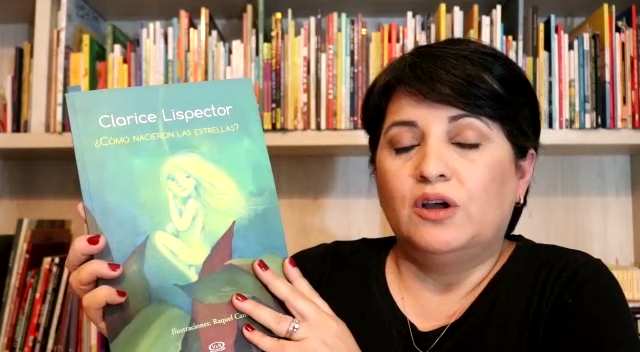 Clarice Lispector
¿CÓMO NACIERON LAS ESTRELLAS?
Ilustraciones: Raquel